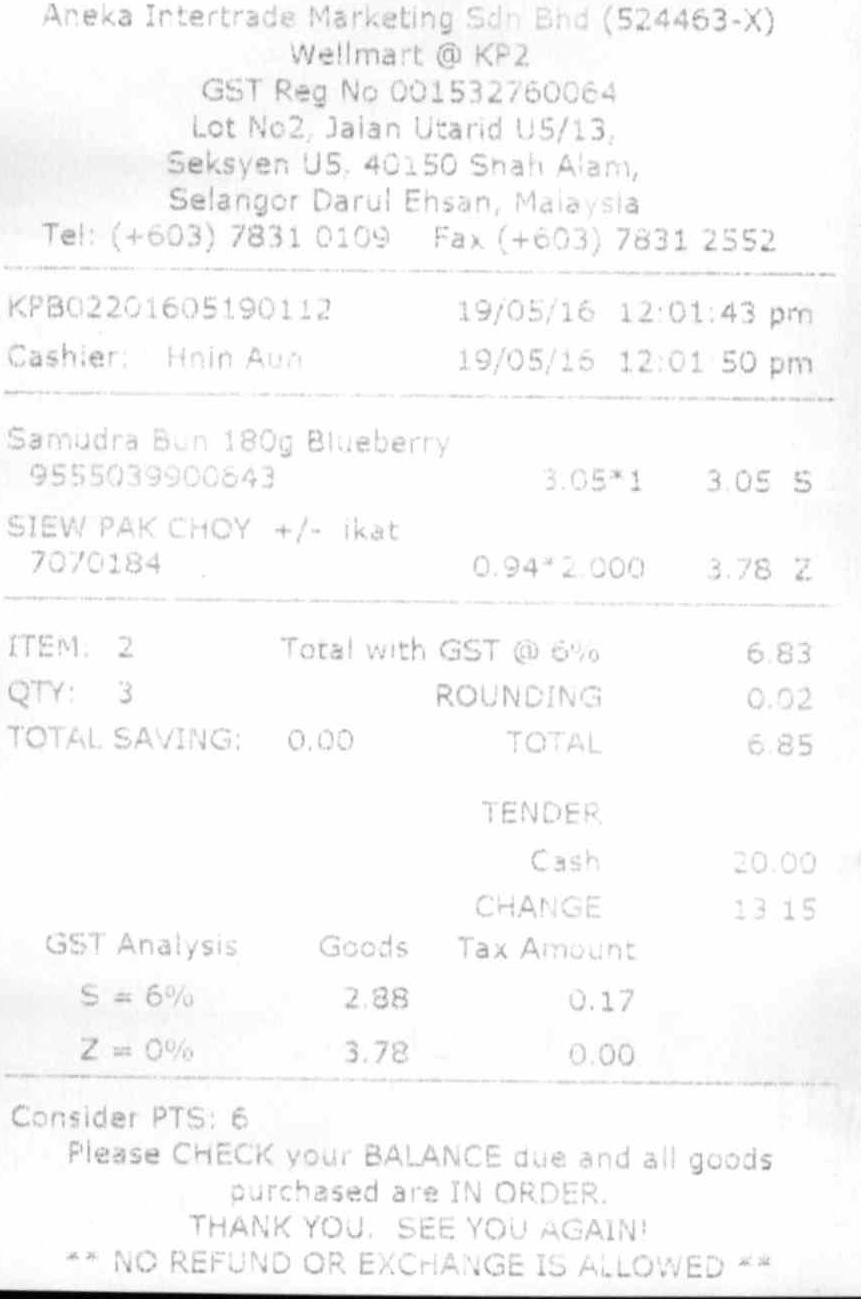 Aneka Intertrade Marketing Sdn Bhd (524463-X)
Wellmart @ KP2
GST Reg No 001532760064
Lot No2, Jalan Utarid U5/13,
Seksyen U5, 40150 Shah Alam,
Selangor Darul Ehsan, Malaysia
Tel: (+603) 7831 0109 Fax (+603) 7831 2552
KPB02201605190112 19/05/16 12:01:43 pm
Cashier: Hnin Aun 19/05/16 12:01 50 pm
Samudra Bun 180g Blueberry
9555039900643 3.05*1 3.05 S
SIEW PAK CHOY +/- ikat
7070184 0.94*2.000 3.78 Z
ITEM: 2 Total with GST @ 6% 6.83
QTY: 3 ROUNDING 0.02
TOTAL SAVING: 0.00 TOTAL 6.85
TENDER
Cash 20.00
CHANGE 13.15
GST Analysis Goods Tax Amount
S = 6% 2.88 0.17
Z = 0% 3.78 0.00
Consider PTS: 6
Please CHECK your BALANCE due and all goods
purchased are IN ORDER.
THANK YOU. SEE YOU AGAIN!
** NO REFUND OR EXCHANGE IS ALLOWED **